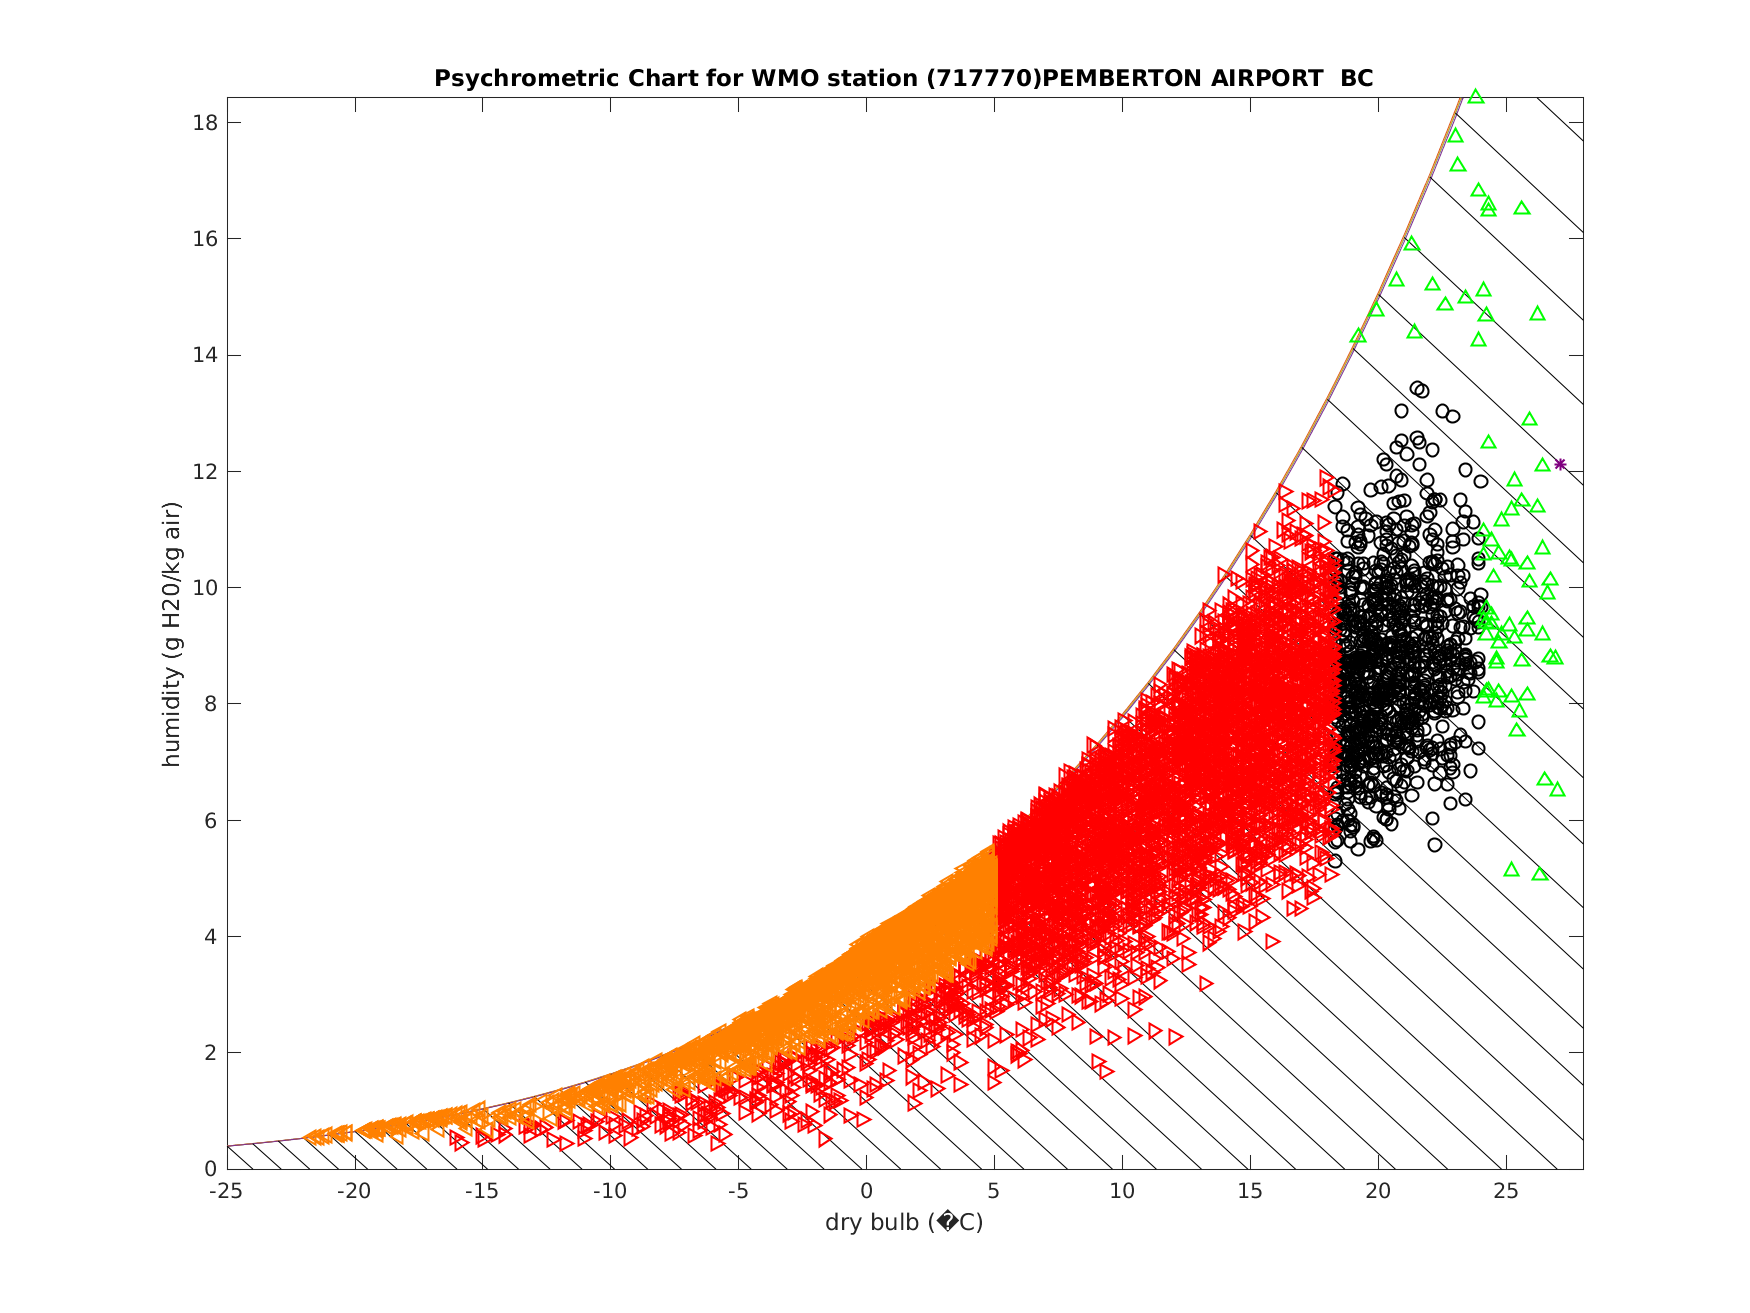 Psychrometric Chart for WMO station (717770)PEMBERTON AIRPORT  BC
18
16
14
12
10
8
6
4
2
0
humidity (g H20/kg air)
-25 -20 -15 -10 -5 0 5 10 15 20 25
dry bulb (�C)